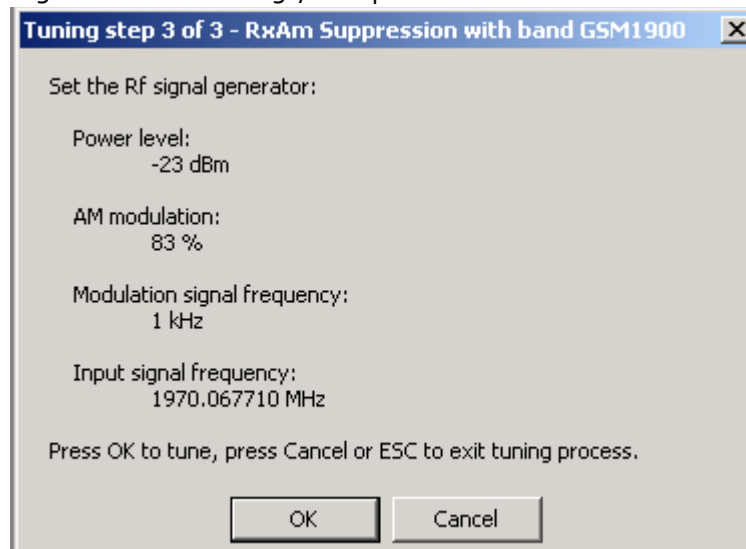 Tuning step 3 of 3 - RxAm Suppression with band GSM1900
Set the Rf signal generator:
Power level:
-23 dBm
AM modulation:
83 %
Modulation signal frequency:
1 kHz
Input signal frequency:
1970.067710 MHz
Press OK to tune, press Cancel or ESC to exit tuning process.
OK Cancel